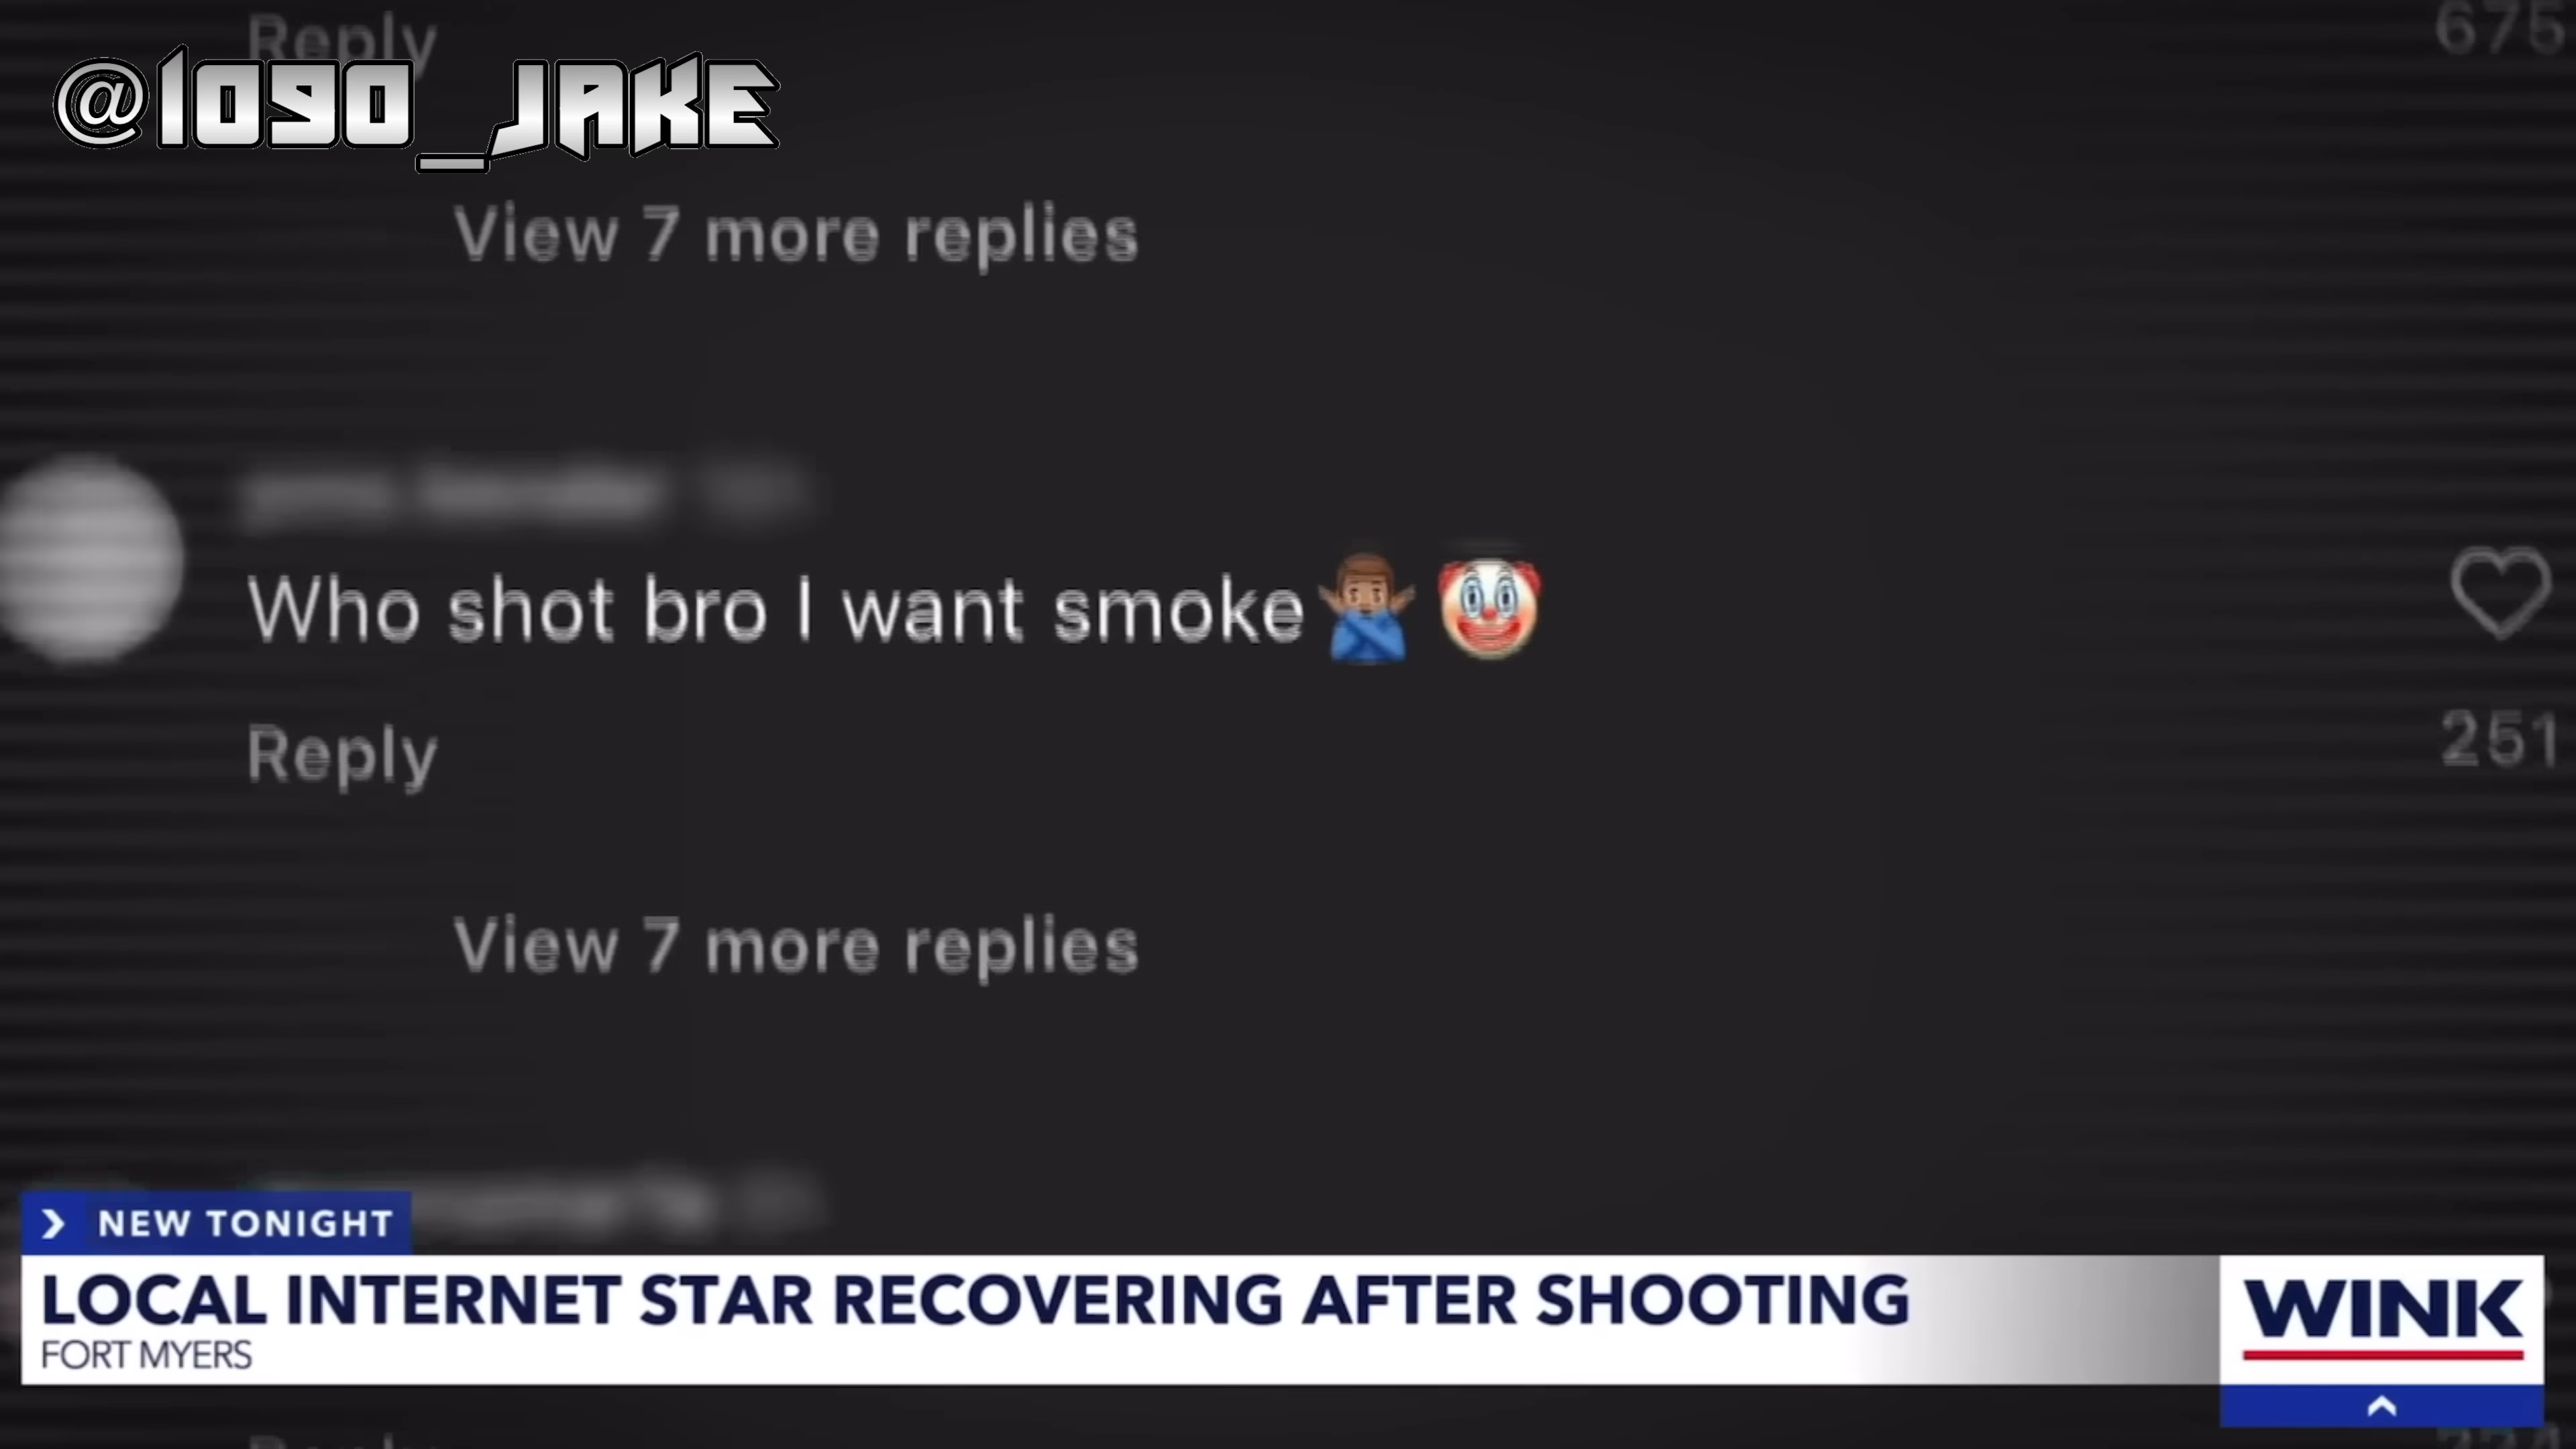 Reply
675
@1090_JAKE
View 7 more replies
Who shot bro I want smoke🙅🏽‍♂️🤡
Reply
251
View 7 more replies
> NEW TONIGHT
LOCAL INTERNET STAR RECOVERING AFTER SHOOTING
FORT MYERS
WINK
Reply